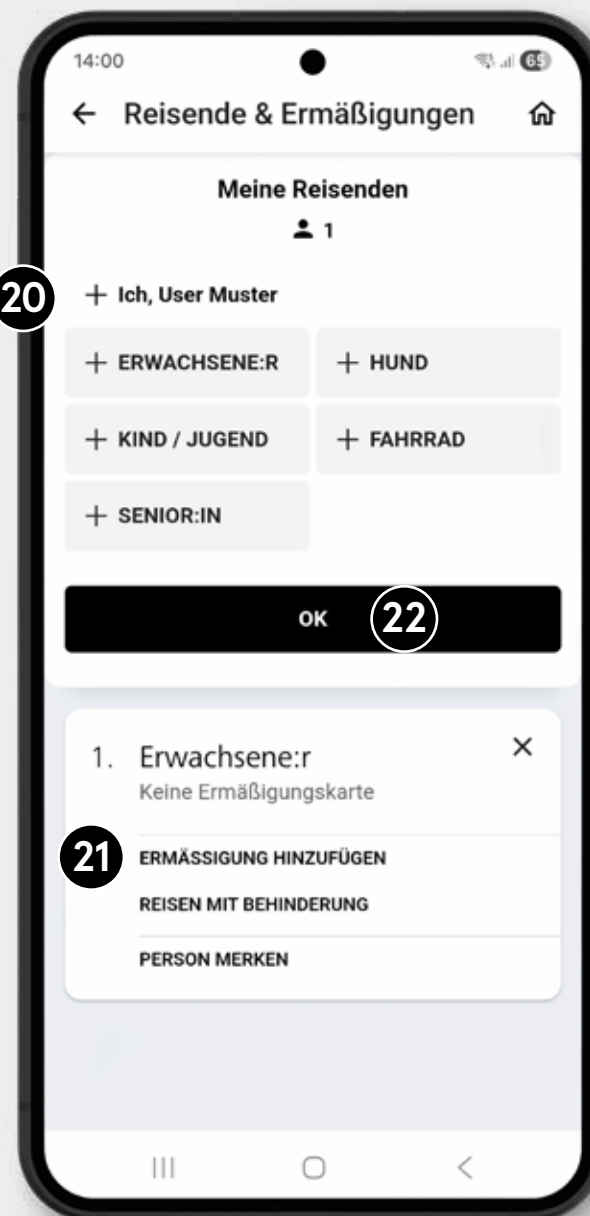 14:00
65
Reisende & Ermäßigungen
Meine Reisenden
1
20
+ Ich, User Muster
+ ERWACHSENE:R
+ HUND
+ KIND / JUGEND
+ FAHRRAD
+ SENIOR:IN
OK
22
1. Erwachsene:r
Keine Ermäßigungskarte
21
ERMÄSSIGUNG HINZUFÜGEN
REISEN MIT BEHINDERUNG
PERSON MERKEN